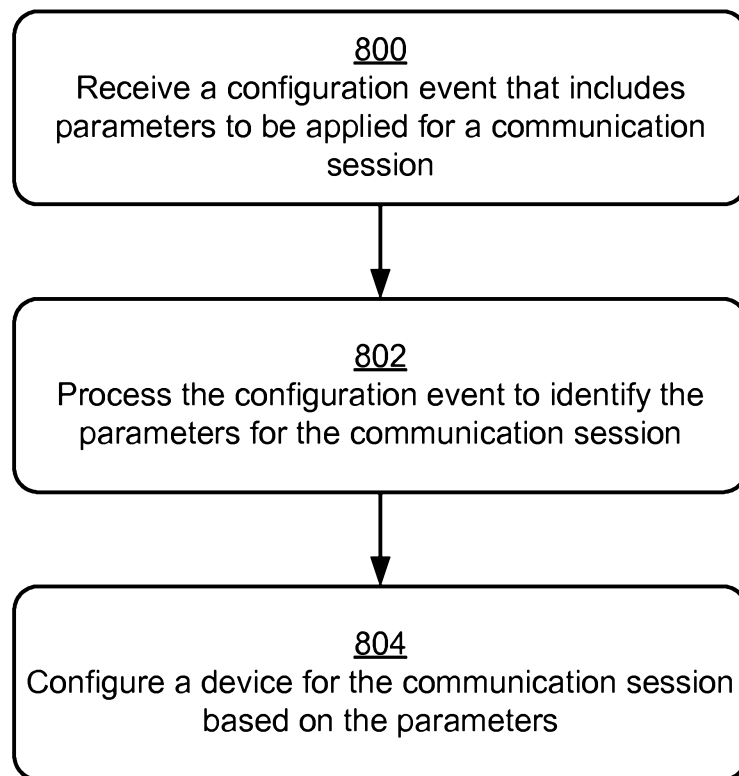 800
Receive a configuration event that includes
parameters to be applied for a communication
session
802
Process the configuration event to identify the
parameters for the communication session
804
Configure a device for the communication session
based on the parameters